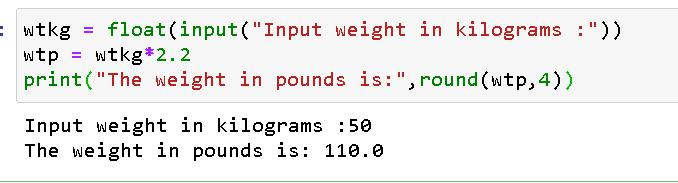 : wtkg = float(input("Input weight in kilograms :"))
wtp = wtkg*2.2
print("The weight in pounds is:",round(wtp,4))
Input weight in kilograms :50
The weight in pounds is: 110.0